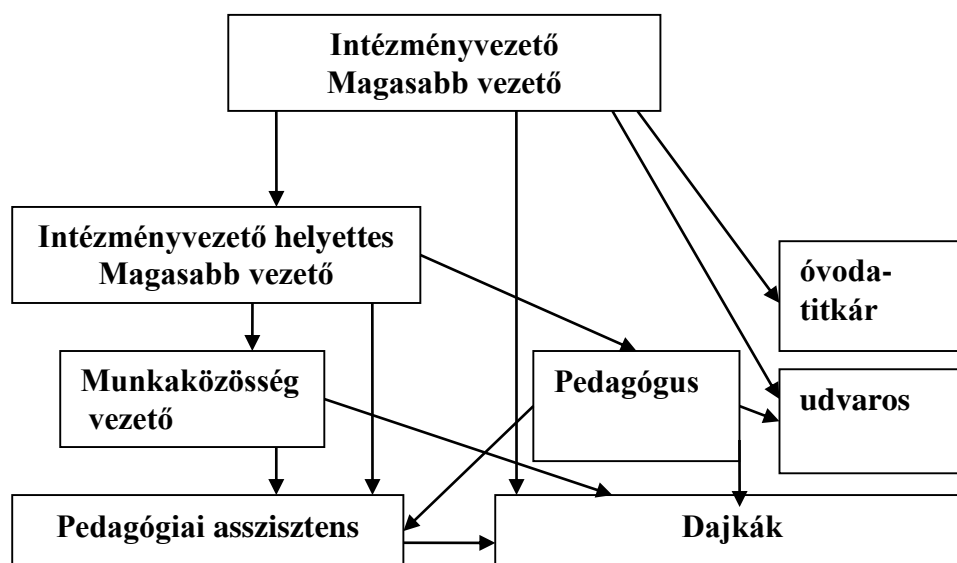 Intézményvezető
Magasabb vezető
Intézményvezető helyettes
Magasabb vezető
óvoda-
titkár
Munkaközösség
vezető
Pedagógus
udvaros
Pedagógiai asszisztens
Dajkák